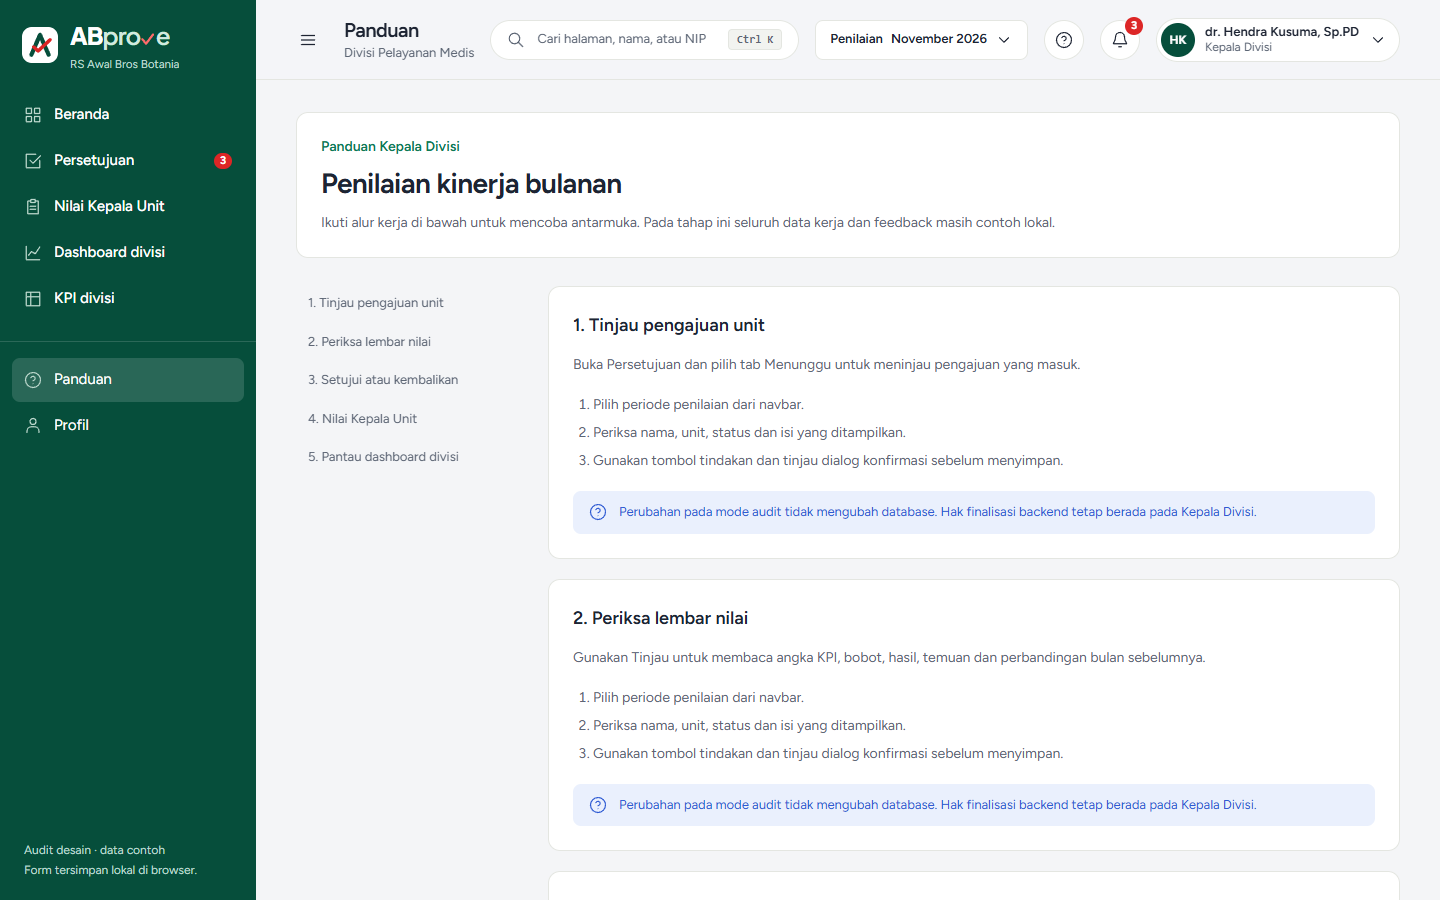 ABprove
RS Awal Bros Botania
Beranda
Persetujuan 3
Nilai Kepala Unit
Dashboard divisi
KPI divisi
Panduan
Profil
Audit desain · data contoh
Form tersimpan lokal di browser.
Panduan
Divisi Pelayanan Medis
Cari halaman, nama, atau NIP Ctrl K
Penilaian November 2026
3
HK
dr. Hendra Kusuma, Sp.PD
Kepala Divisi
Panduan Kepala Divisi
Penilaian kinerja bulanan
Ikuti alur kerja di bawah untuk mencoba antarmuka. Pada tahap ini seluruh data kerja dan feedback masih contoh lokal.
1. Tinjau pengajuan unit
2. Periksa lembar nilai
3. Setujui atau kembalikan
4. Nilai Kepala Unit
5. Pantau dashboard divisi
1. Tinjau pengajuan unit
Buka Persetujuan dan pilih tab Menunggu untuk meninjau pengajuan yang masuk.
1. Pilih periode penilaian dari navbar.
2. Periksa nama, unit, status dan isi yang ditampilkan.
3. Gunakan tombol tindakan dan tinjau dialog konfirmasi sebelum menyimpan.
Perubahan pada mode audit tidak mengubah database. Hak finalisasi backend tetap berada pada Kepala Divisi.
2. Periksa lembar nilai
Gunakan Tinjau untuk membaca angka KPI, bobot, hasil, temuan dan perbandingan bulan sebelumnya.
1. Pilih periode penilaian dari navbar.
2. Periksa nama, unit, status dan isi yang ditampilkan.
3. Gunakan tombol tindakan dan tinjau dialog konfirmasi sebelum menyimpan.
Perubahan pada mode audit tidak mengubah database. Hak finalisasi backend tetap berada pada Kepala Divisi.